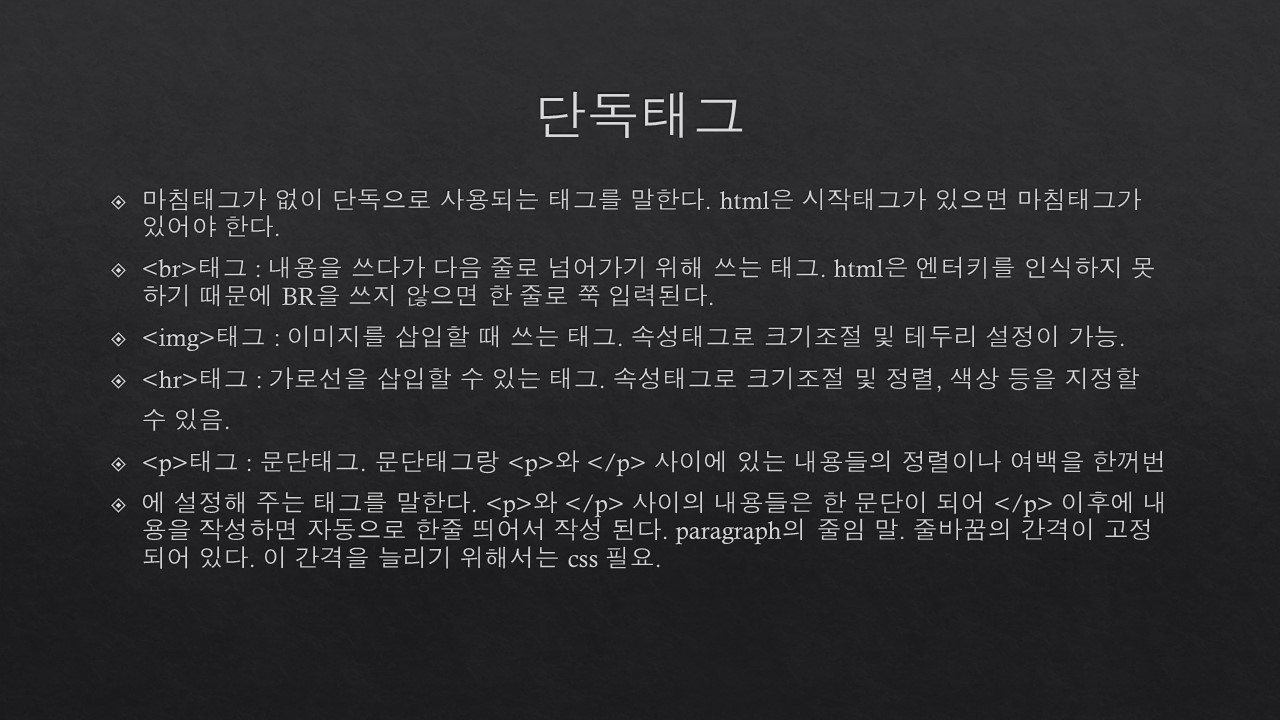 단독태그
마침태그가 없이 단독으로 사용되는 태그를 말한다. html은 시작태그가 있으면 마침태그가
있어야 한다.
<br>태그 : 내용을 쓰다가 다음 줄로 넘어가기 위해 쓰는 태그. html은 엔터키를 인식하지 못
하기 때문에 BR을 쓰지 않으면 한 줄로 쭉 입력된다.
<img>태그 : 이미지를 삽입할 때 쓰는 태그. 속성태그로 크기조절 및 테두리 설정이 가능.
<hr>태그 : 가로선을 삽입할 수 있는 태그. 속성태그로 크기조절 및 정렬, 색상 등을 지정할
수 있음.
<p>태그 : 문단태그. 문단태그랑 <p>와 </p> 사이에 있는 내용들의 정렬이나 여백을 한꺼번
에 설정해 주는 태그를 말한다. <p>와 </p> 사이의 내용들은 한 문단이 되어 </p> 이후에 내
용을 작성하면 자동으로 한줄 띄어서 작성 된다. paragraph의 줄임 말. 줄바꿈의 간격이 고정
되어 있다. 이 간격을 늘리기 위해서는 css 필요.